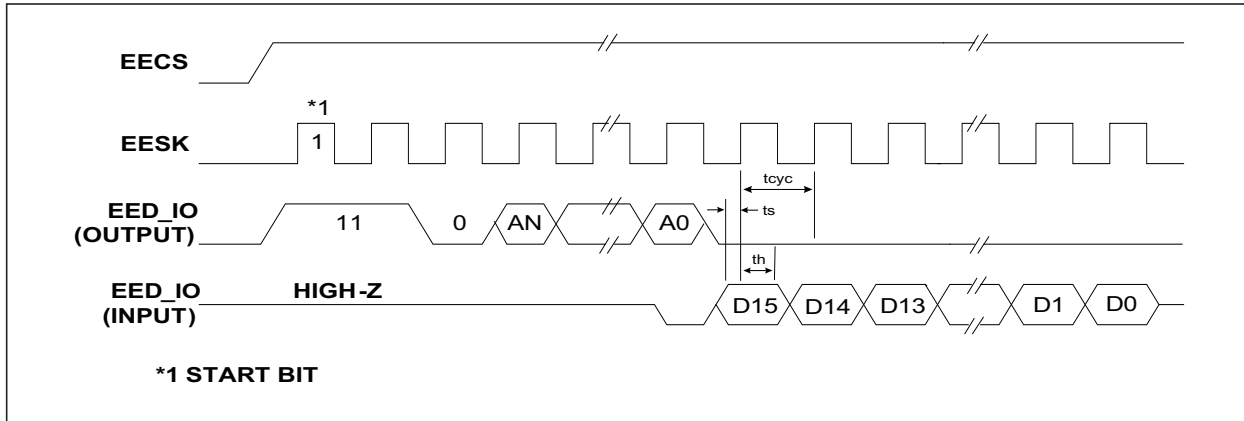 EECS
*1
EESK
1
tcyc
ts
EED_IO
(OUTPUT)
11
0
AN
A0
th
EED_IO
(INPUT)
HIGH-Z
D15
D14
D13
D1
D0
*1 START BIT